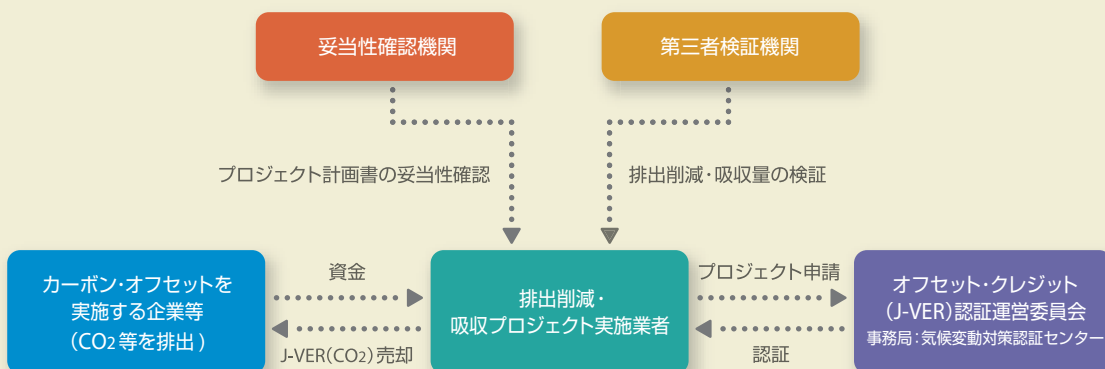 妥当性確認機関
第三者検証機関
プロジェクト計画書の妥当性確認
排出削減・吸収量の検証
カーボン・オフセットを
実施する企業等
(CO2等を排出)
資金
J-VER(CO2)売却
排出削減・
吸収プロジェクト実施業者
プロジェクト申請
認証
オフセット・クレジット
(J-VER)認証運営委員会
事務局:気候変動対策認証センター